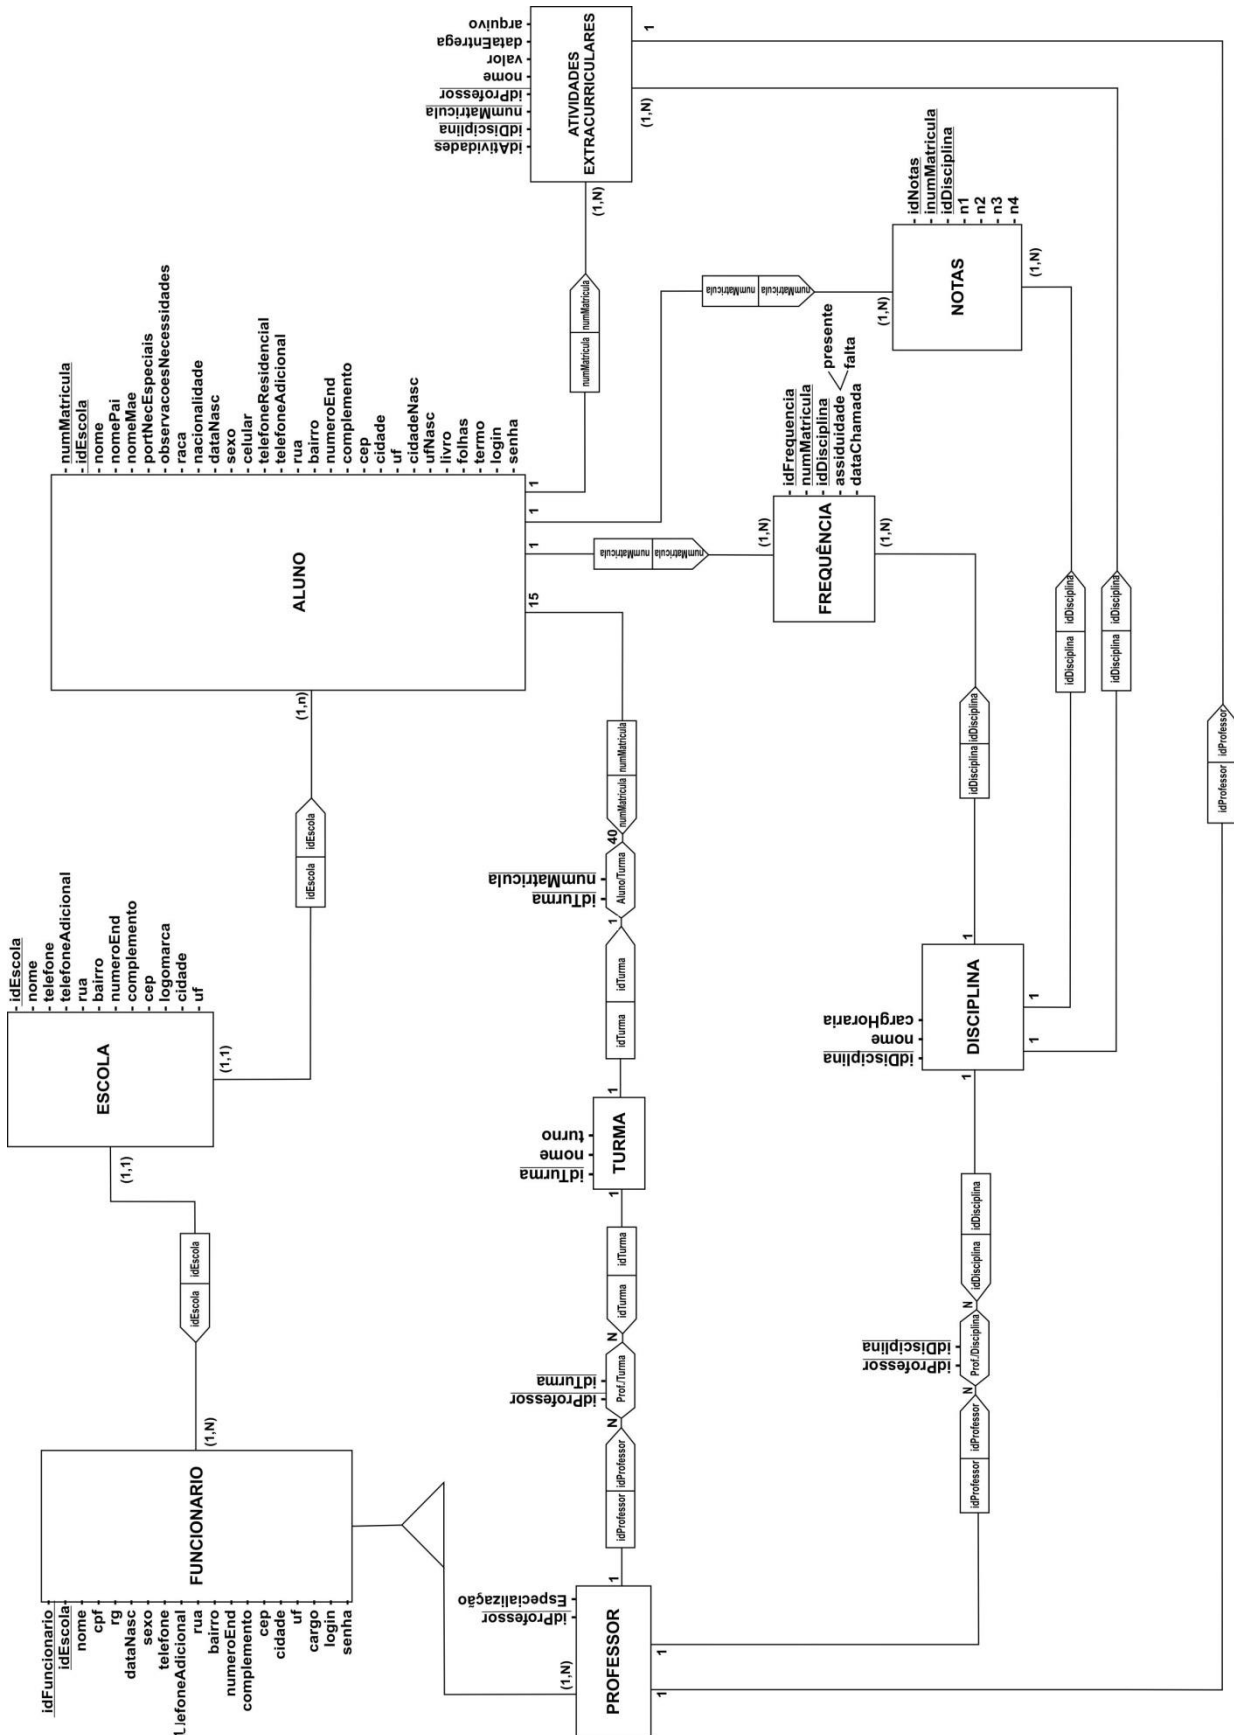 FUNCIONARIO
idFuncionario
idEscola
nome
cpf
rg
dataNasc
sexo
telefone
lefoneAdicional
rua
bairro
numeroEnd
complemento
cep
cidade
uf
cargo
login
senha
(1,N)
idEscola
idEscola
(1,1)
ESCOLA
idEscola
nome
telefone
telefoneAdicional
rua
bairro
numeroEnd
complemento
cep
logomarca
cidade
uf
(1,1)
idEscola
idEscola
(1,n)
ALUNO
numMatricula
idEscola
nome
nomePai
nomeMae
portNecEspeciais
observacoesNecessidades
raca
nacionalidade
dataNasc
sexo
celular
telefoneResidencial
telefoneAdicional
rua
bairro
numeroEnd
complemento
cep
cidade
uf
cidadeNasc
ufNasc
livro
folhas
termo
login
senha
15
1
1
1
PROFESSOR
idProfessor
Especialização
(1,N)
1
1
1
idProfessor
idProfessor
N
Prof./Turma
idProfessor
idTurma
N
idTurma
idTurma
1
TURMA
idTurma
nome
turno
1
idTurma
idTurma
1
Aluno/Turma
idTurma
numMatricula
40
numMatricula
numMatricula
idProfessor
idProfessor
N
Prof./Disciplina
idProfessor
idDisciplina
N
idDisciplina
idDisciplina
1
DISCIPLINA
idDisciplina
nome
cargHoraria
1
1
1
idDisciplina
idDisciplina
(1,N)
FREQUÊNCIA
idFrequencia
numMatrícula
idDisciplina
assiduidade
presente
falta
dataChamada
(1,N)
numMatricula
numMatricula
numMatricula
numMatricula
(1,N)
NOTAS
idNotas
inumMatricula
idDisciplina
n1
n2
n3
n4
(1,N)
idDisciplina
idDisciplina
idDisciplina
idDisciplina
numMatricula
numMatricula
(1,N)
ATIVIDADES
EXTRACURRICULARES
idAtividades
idDisciplina
numMatricula
idProfessor
nome
valor
dataEntrega
arquivo
(1,N)
1
idProfessor
idProfessor